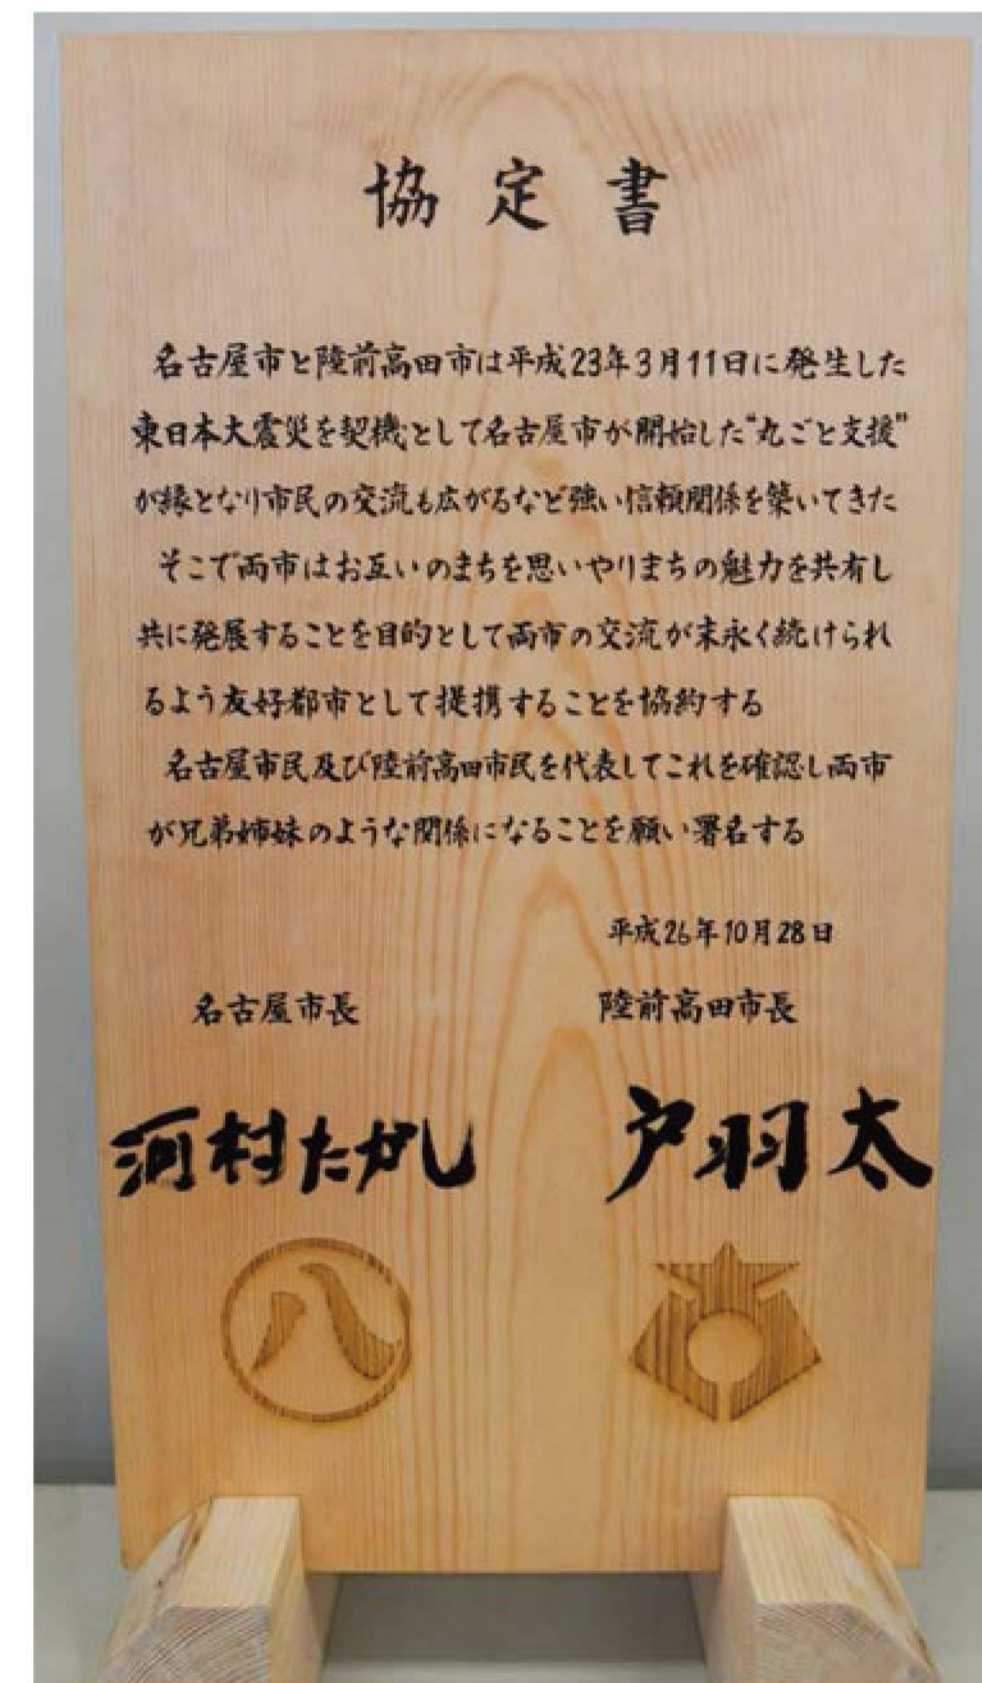 協定書
名古屋市と陸前高田市は平成23年3月11日に発生した
東日本大震災を契機として名古屋市が開始した“丸ごと支援”
が縁となり市民の交流も広がるなど強い信頼関係を築いてきた
そこで両市はお互いのまちを思いやりまちの魅力を共有し
共に発展することを目的として両市の交流が末永く続けられ
るよう友好都市として提携することを協約する
名古屋市民及び陸前高田市民を代表してこれを確認し両市
が兄弟姉妹のような関係になることを願い署名する
平成26年10月28日
名古屋市長 陸前高田市長
河村たかし 戸羽太
八